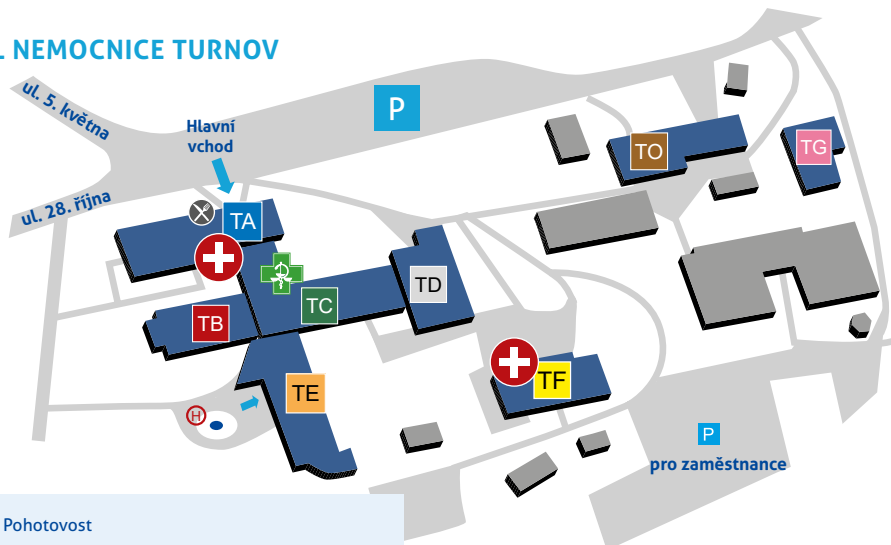 NEMOCNICE TURNOV
ul. 5. května
P
Hlavní
vchod
TO
TG
ul. 28. října
TA
TD
TC
TB
TF
TE
H
P
pro zaměstnance
Pohotovost